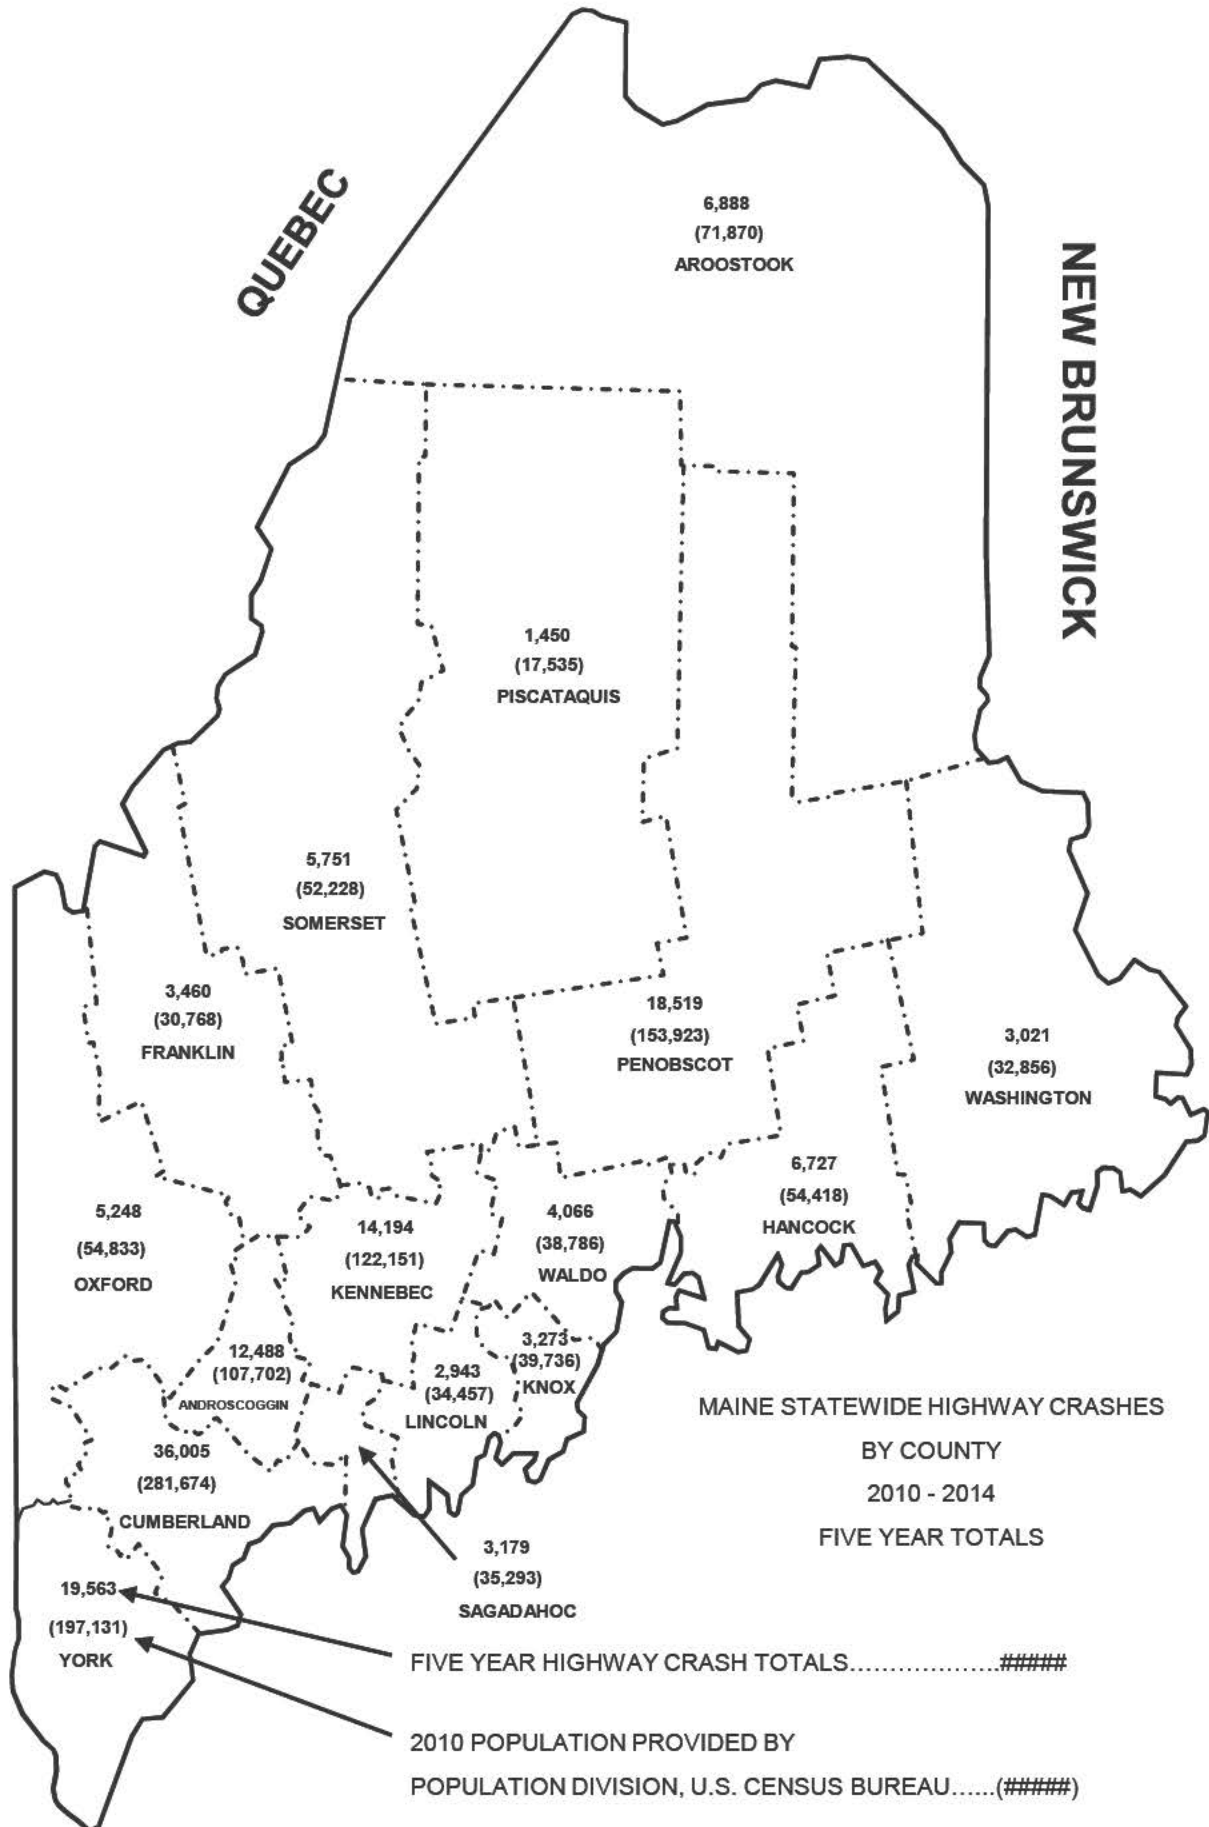 QUEBEC
NEW BRUNSWICK
6,888
(71,870)
AROOSTOOK
1,450
(17,535)
PISCATAQUIS
5,751
(52,228)
SOMERSET
3,460
(30,768)
FRANKLIN
18,519
(153,923)
PENOBSCOT
3,021
(32,856)
WASHINGTON
6,727
(54,418)
HANCOCK
5,248
(54,833)
OXFORD
14,194
(122,151)
KENNEBEC
4,066
(38,786)
WALDO
12,488
(107,702)
ANDROSCOGGIN
2,943
(34,457)
LINCOLN
3,273
(39,736)
KNOX
36,005
(281,674)
CUMBERLAND
3,179
(35,293)
SAGADAHOC
19,563
(197,131)
YORK
MAINE STATEWIDE HIGHWAY CRASHES
BY COUNTY
2010 - 2014
FIVE YEAR TOTALS
FIVE YEAR HIGHWAY CRASH TOTALS...................#####
2010 POPULATION PROVIDED BY
POPULATION DIVISION, U.S. CENSUS BUREAU......(#####)